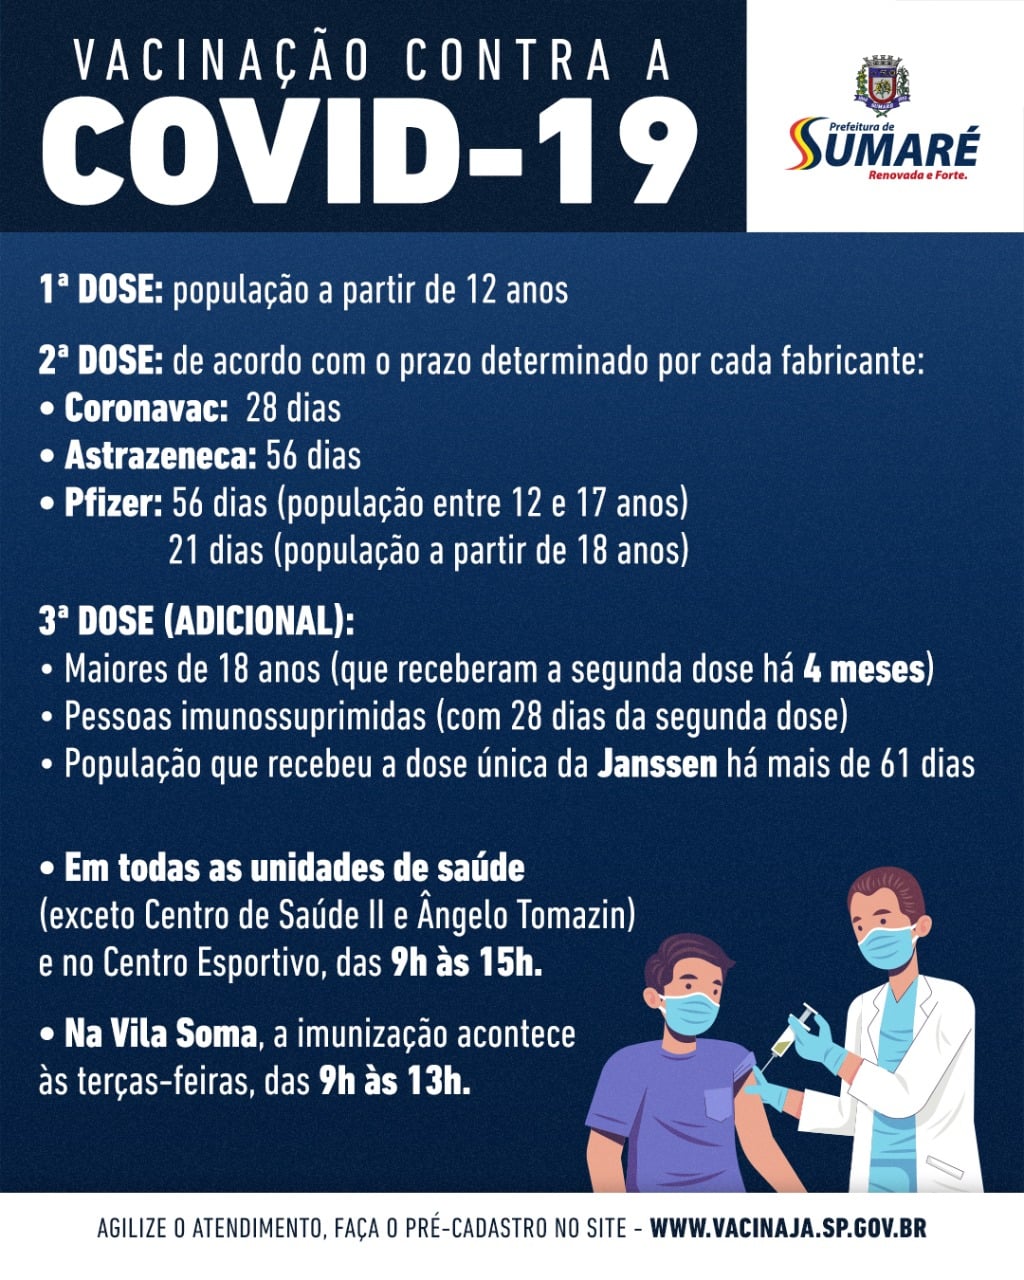 VACINAÇÃO CONTRA A
COVID-19
Prefeitura de
SUMARÉ
Renovada e Forte.
1ª DOSE: população a partir de 12 anos
2ª DOSE: de acordo com o prazo determinado por cada fabricante:
• Coronavac: 28 dias
• Astrazeneca: 56 dias
• Pfizer: 56 dias (população entre 12 e 17 anos)
21 dias (população a partir de 18 anos)
3ª DOSE (ADICIONAL):
• Maiores de 18 anos (que receberam a segunda dose há 4 meses)
• Pessoas imunossuprimidas (com 28 dias da segunda dose)
• População que recebeu a dose única da Janssen há mais de 61 dias
• Em todas as unidades de saúde
(exceto Centro de Saúde II e Ângelo Tomazin)
e no Centro Esportivo, das 9h às 15h.
• Na Vila Soma, a imunização acontece
às terças-feiras, das 9h às 13h.
AGILIZE O ATENDIMENTO, FAÇA O PRÉ-CADASTRO NO SITE - WWW.VACINAJA.SP.GOV.BR